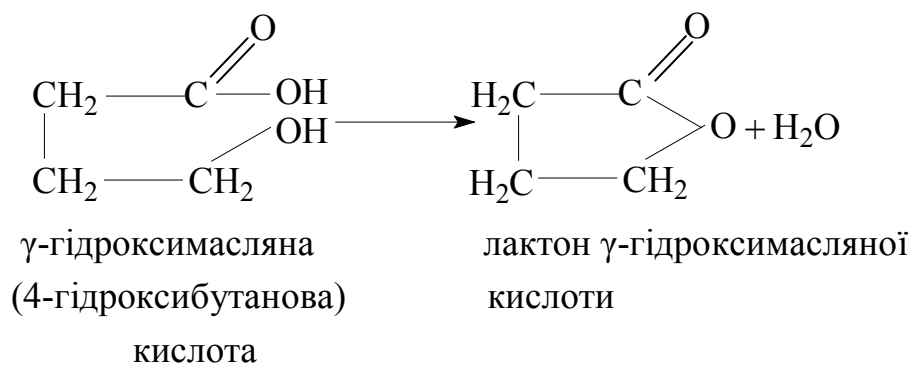 O O
CH₂ C OH H₂C C
OH O + H₂O
CH₂ CH₂ H₂C CH₂
γ-гідроксимасляна лактон γ-гідроксимасляної
(4-гідроксибутанова) кислоти
кислота